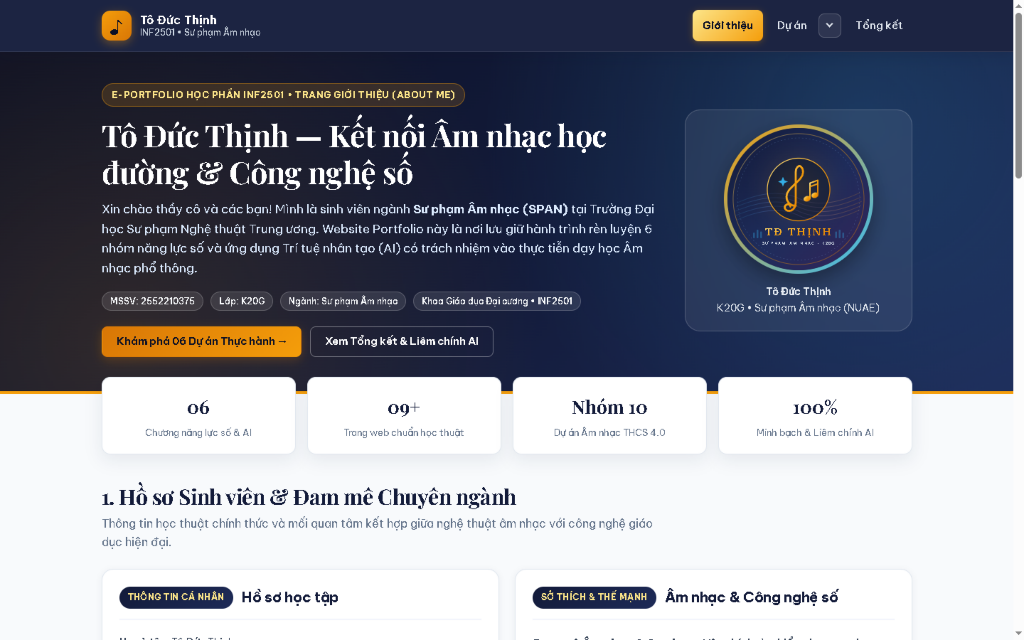 Tô Đức Thịnh
INF2501 • Sư phạm Âm nhạc
Giới thiệu
Dự án
Tổng kết
E-PORTFOLIO HỌC PHẦN INF2501 • TRANG GIỚI THIỆU (ABOUT ME)
Tô Đức Thịnh — Kết nối Âm nhạc học
đường & Công nghệ số
Xin chào thầy cô và các bạn! Mình là sinh viên ngành Sư phạm Âm nhạc (SPAN) tại Trường Đại
học Sư phạm Nghệ thuật Trung ương. Website Portfolio này là nơi lưu giữ hành trình rèn luyện 6
nhóm năng lực số và ứng dụng Trí tuệ nhân tạo (AI) có trách nhiệm vào thực tiễn dạy học Âm
nhạc phổ thông.
MSSV: 2552210375
Lớp: K20G
Ngành: Sư phạm Âm nhạc
Khoa Giáo dục Đại cương • INF2501
Khám phá 06 Dự án Thực hành →
Xem Tổng kết & Liêm chính AI
TĐ THỊNH
SƯ PHẠM ÂM NHẠC · K20G
Tô Đức Thịnh
K20G • Sư phạm Âm nhạc (NUAE)
06
Chương năng lực số & AI
09+
Trang web chuẩn học thuật
Nhóm 10
Dự án Âm nhạc THCS 4.0
100%
Minh bạch & Liêm chính AI
1. Hồ sơ Sinh viên & Đam mê Chuyên ngành
Thông tin học thuật chính thức và mối quan tâm kết hợp giữa nghệ thuật âm nhạc với công nghệ giáo
dục hiện đại.
THÔNG TIN CÁ NHÂN
Hồ sơ học tập
SỞ THÍCH & THẾ MẠNH
Âm nhạc & Công nghệ số